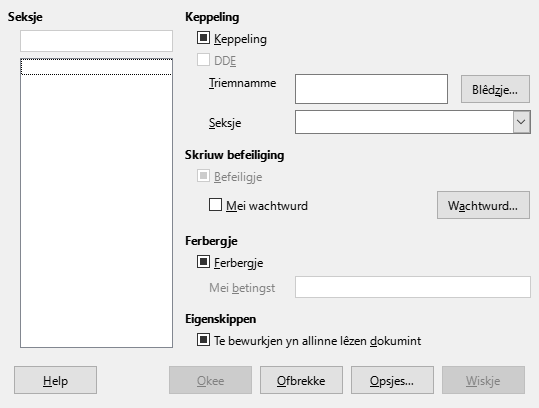 Seksje
Keppeling
Keppeling
DDE
Triemnamme
Blêdzje...
Seksje
Skriuw befeiliging
Befeiligje
Mei wachtwurd
Wachtwurd...
Ferbergje
Ferbergje
Mei betingst
Eigenskippen
Te bewurkjen yn allinne lêzen dokumint
Help
Okee
Ofbrekke
Opsjes...
Wiskje